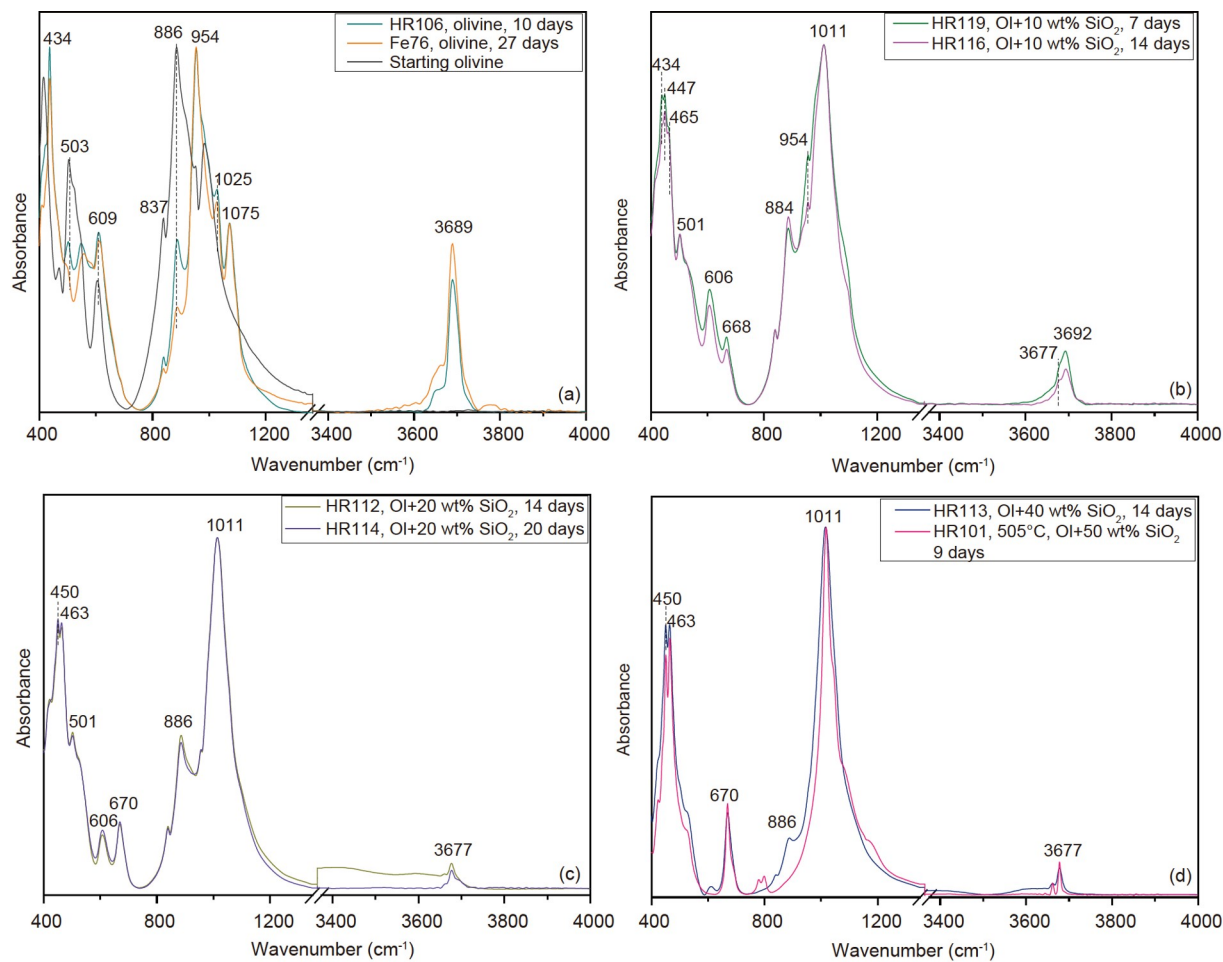 HR106, olivine, 10 days
Fe76, olivine, 27 days
Starting olivine
434
886
954
503
609
837
1025
1075
3689
(a)
Absorbance
400
800
1200
3400
3600
3800
4000
Wavenumber (cm⁻¹)
HR119, Ol+10 wt% SiO₂, 7 days
HR116, Ol+10 wt% SiO₂, 14 days
1011
434
447
465
954
884
501
606
668
3677
3692
(b)
Absorbance
400
800
1200
3400
3600
3800
4000
Wavenumber (cm⁻¹)
HR112, Ol+20 wt% SiO₂, 14 days
HR114, Ol+20 wt% SiO₂, 20 days
1011
450
463
501
886
670
606
3677
(c)
Absorbance
400
800
1200
3400
3600
3800
4000
Wavenumber (cm⁻¹)
HR113, Ol+40 wt% SiO₂, 14 days
HR101, 505°C, Ol+50 wt% SiO₂
9 days
1011
450
463
670
886
3677
(d)
Absorbance
400
800
1200
3400
3600
3800
4000
Wavenumber (cm⁻¹)